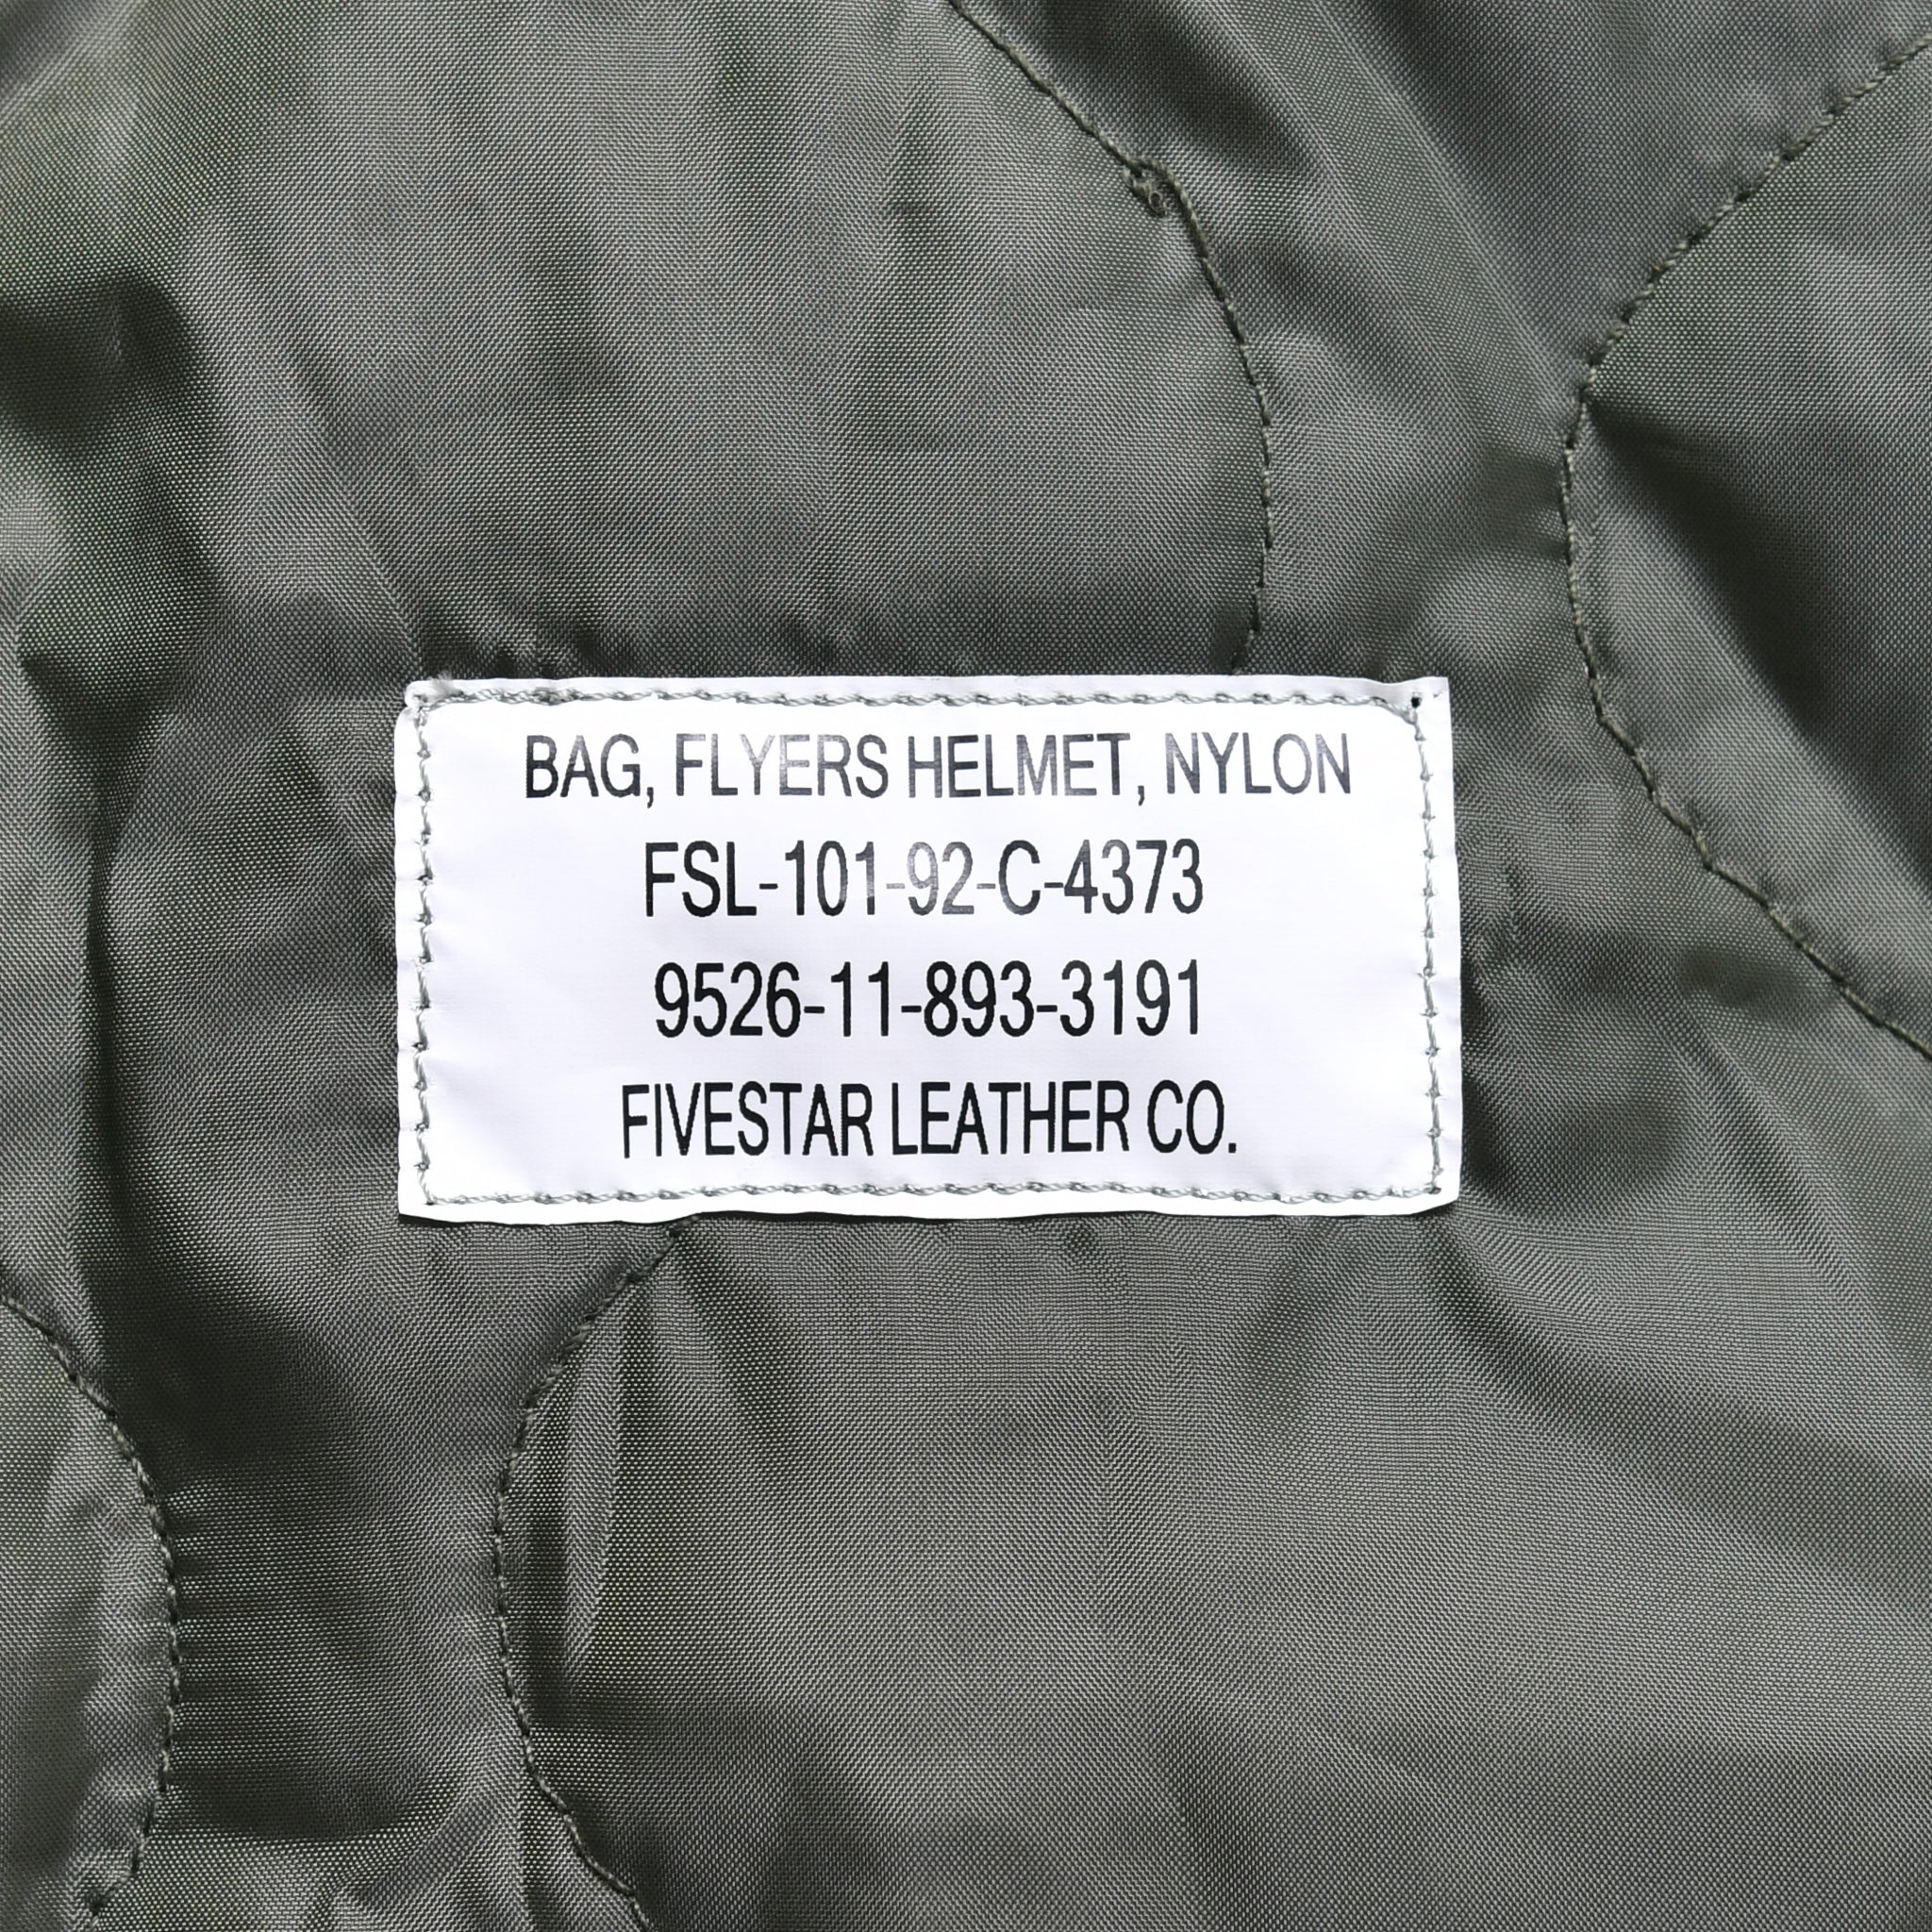 BAG, FLYERS HELMET, NYLON
FSL-101-92-C-4373
9526-11-893-3191
FIVESTAR LEATHER CO.